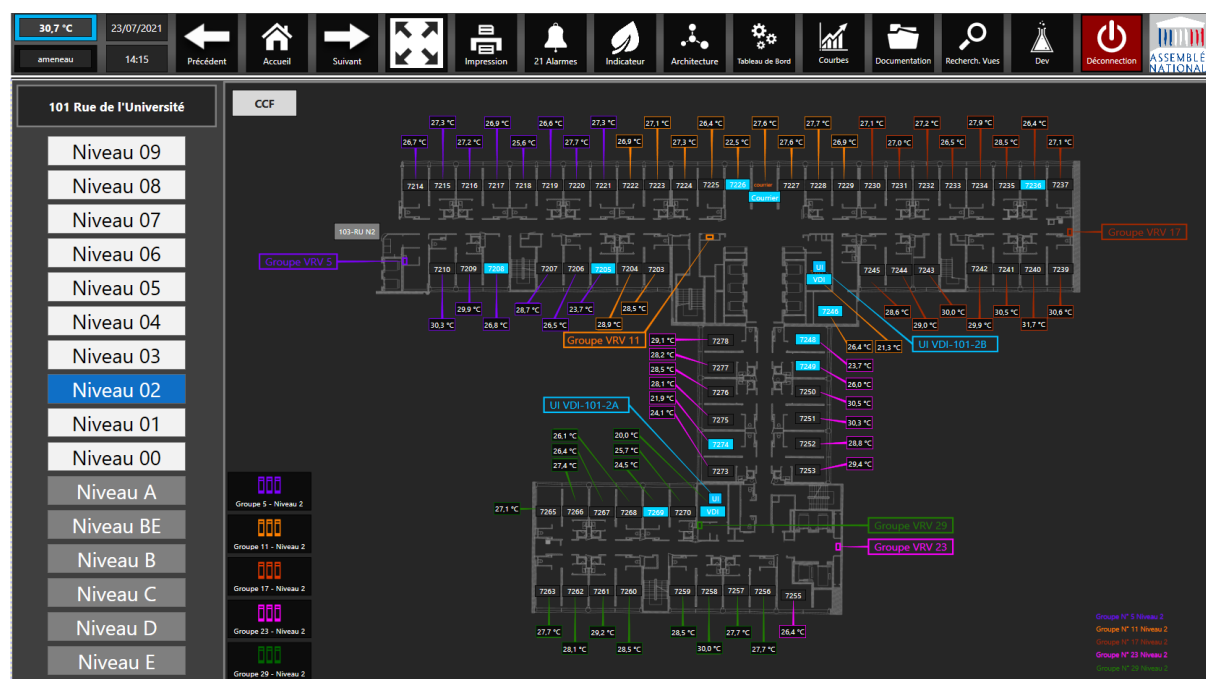 30,7 °C
23/07/2021
ameneau
14:15
Précédent
Accueil
Suivant
Impression
21 Alarmes
Indicateur
Architecture
Tableau de Bord
Courbes
Documentation
Recherch. Vues
Dev
Déconnection
ASSEMBLÉ
NATIONAL
101 Rue de l'Université
Niveau 09
Niveau 08
Niveau 07
Niveau 06
Niveau 05
Niveau 04
Niveau 03
Niveau 02
Niveau 01
Niveau 00
Niveau A
Niveau BE
Niveau B
Niveau C
Niveau D
Niveau E
CCF
27,3 °C 26,9 °C 26,6 °C 27,3 °C 27,1 °C 26,4 °C 27,6 °C 27,7 °C 27,1 °C 27,2 °C 27,9 °C 26,4 °C
26,7 °C 27,2 °C 25,6 °C 27,7 °C 26,9 °C 27,3 °C 22,5 °C 27,6 °C 26,9 °C 27,0 °C 26,5 °C 28,5 °C 27,1 °C
7214 7215 7216 7217 7218 7219 7220 7221 7222 7223 7224 7225 7226 courrier 7227 7228 7229 7230 7231 7232 7233 7234 7235 7236 7237
Courrier
103-RU N2
Groupe VRV 17
Groupe VRV 5
7210 7209 7208 7207 7206 7205 7204 7203 UI 7245 7244 7243 7242 7241 7240 7239
VDI
29,9 °C 28,7 °C 23,7 °C 28,5 °C 7246 28,6 °C 30,0 °C 30,5 °C 30,6 °C
30,3 °C 26,8 °C 26,5 °C 28,9 °C 29,0 °C 29,9 °C 31,7 °C
Groupe VRV 11
29,1 °C 7278 7248 26,4 °C 21,3 °C UI VDI-101-2B
28,2 °C 23,7 °C
28,5 °C 7277 7249
28,1 °C 7276 7250 26,0 °C
21,9 °C 30,5 °C
UI VDI-101-2A 24,1 °C 7275 7251 30,3 °C
26,1 °C 20,0 °C 7274 7252 28,8 °C
26,4 °C 25,7 °C
27,4 °C 24,5 °C 7273 7253 29,4 °C
UI
27,1 °C 7265 7266 7267 7268 7269 7270 VDI
Groupe VRV 29
Groupe VRV 23
7263 7262 7261 7260 7259 7258 7257 7256 7255
27,7 °C 29,2 °C 28,5 °C 27,7 °C 26,4 °C
28,1 °C 28,5 °C 30,0 °C 27,7 °C
Groupe 5 - Niveau 2
Groupe 11 - Niveau 2
Groupe 17 - Niveau 2
Groupe 23 - Niveau 2
Groupe 29 - Niveau 2
Groupe N° 5 Niveau 2
Groupe N° 11 Niveau 2
Groupe N° 17 Niveau 2
Groupe N° 23 Niveau 2
Groupe N° 29 Niveau 2